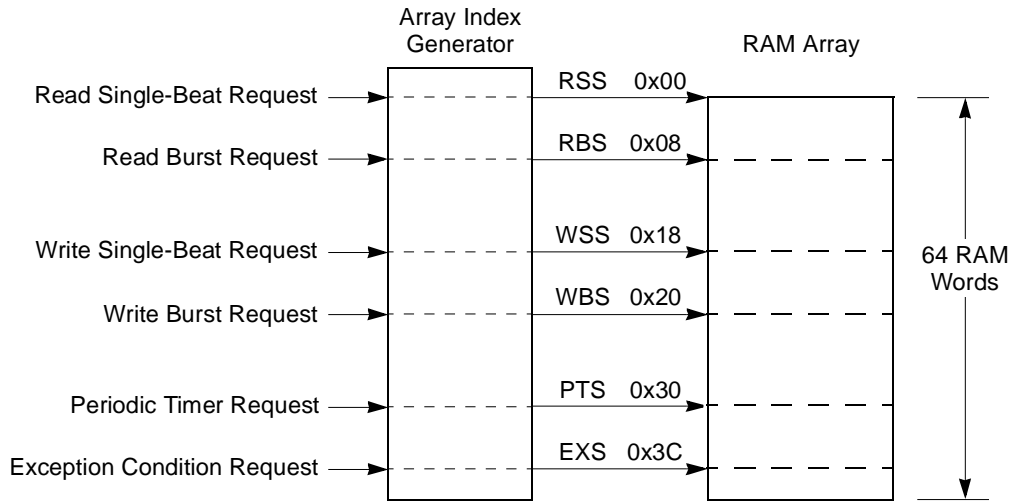 Array Index
Generator
RAM Array
Read Single-Beat Request
RSS 0x00
Read Burst Request
RBS 0x08
Write Single-Beat Request
WSS 0x18
64 RAM
Words
Write Burst Request
WBS 0x20
Periodic Timer Request
PTS 0x30
Exception Condition Request
EXS 0x3C